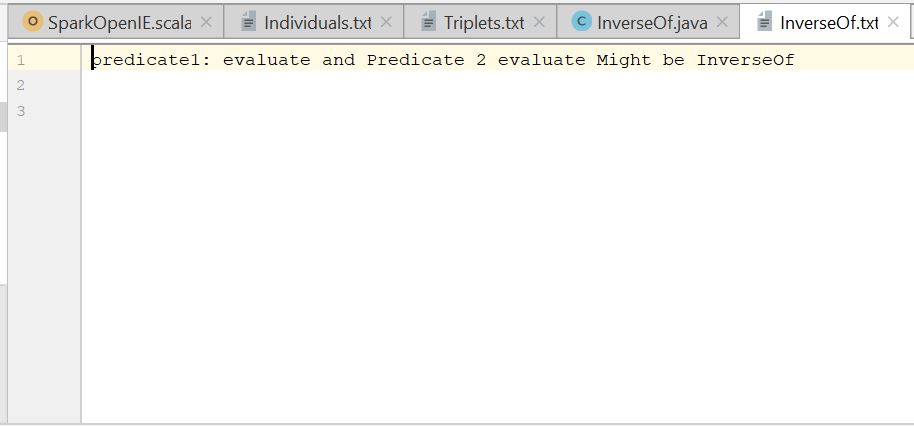 SparkOpenIE.scala Individuals.txt Triplets.txt InverseOf.java InverseOf.txt
1 predicate1: evaluate and Predicate 2 evaluate Might be InverseOf
2
3